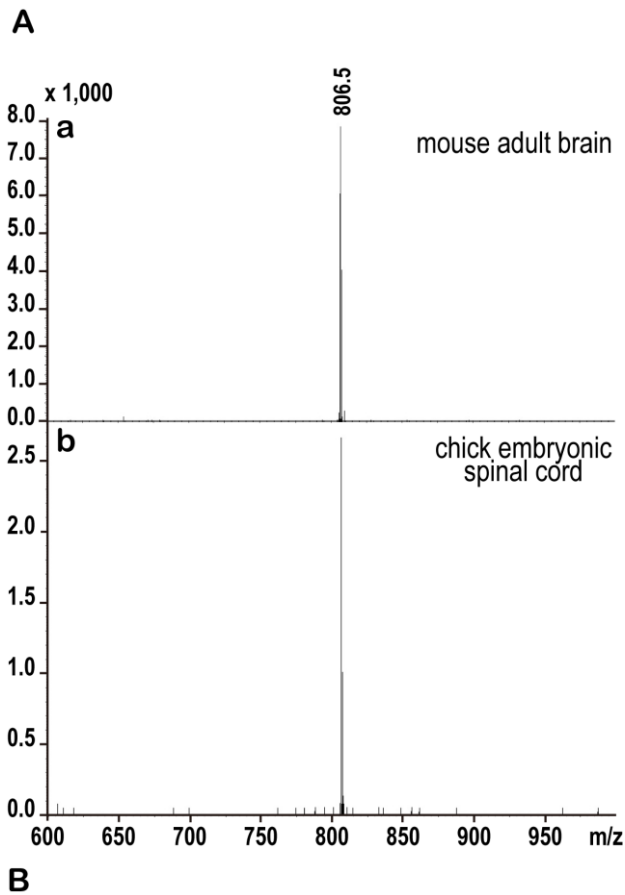 A
x 1,000
806.5
8.0
a
mouse adult brain
7.0
6.0
5.0
4.0
3.0
2.0
1.0
0.0
b
chick embryonic
spinal cord
2.5
2.0
1.5
1.0
0.5
0.0
600 650 700 750 800 850 900 950 m/z
B